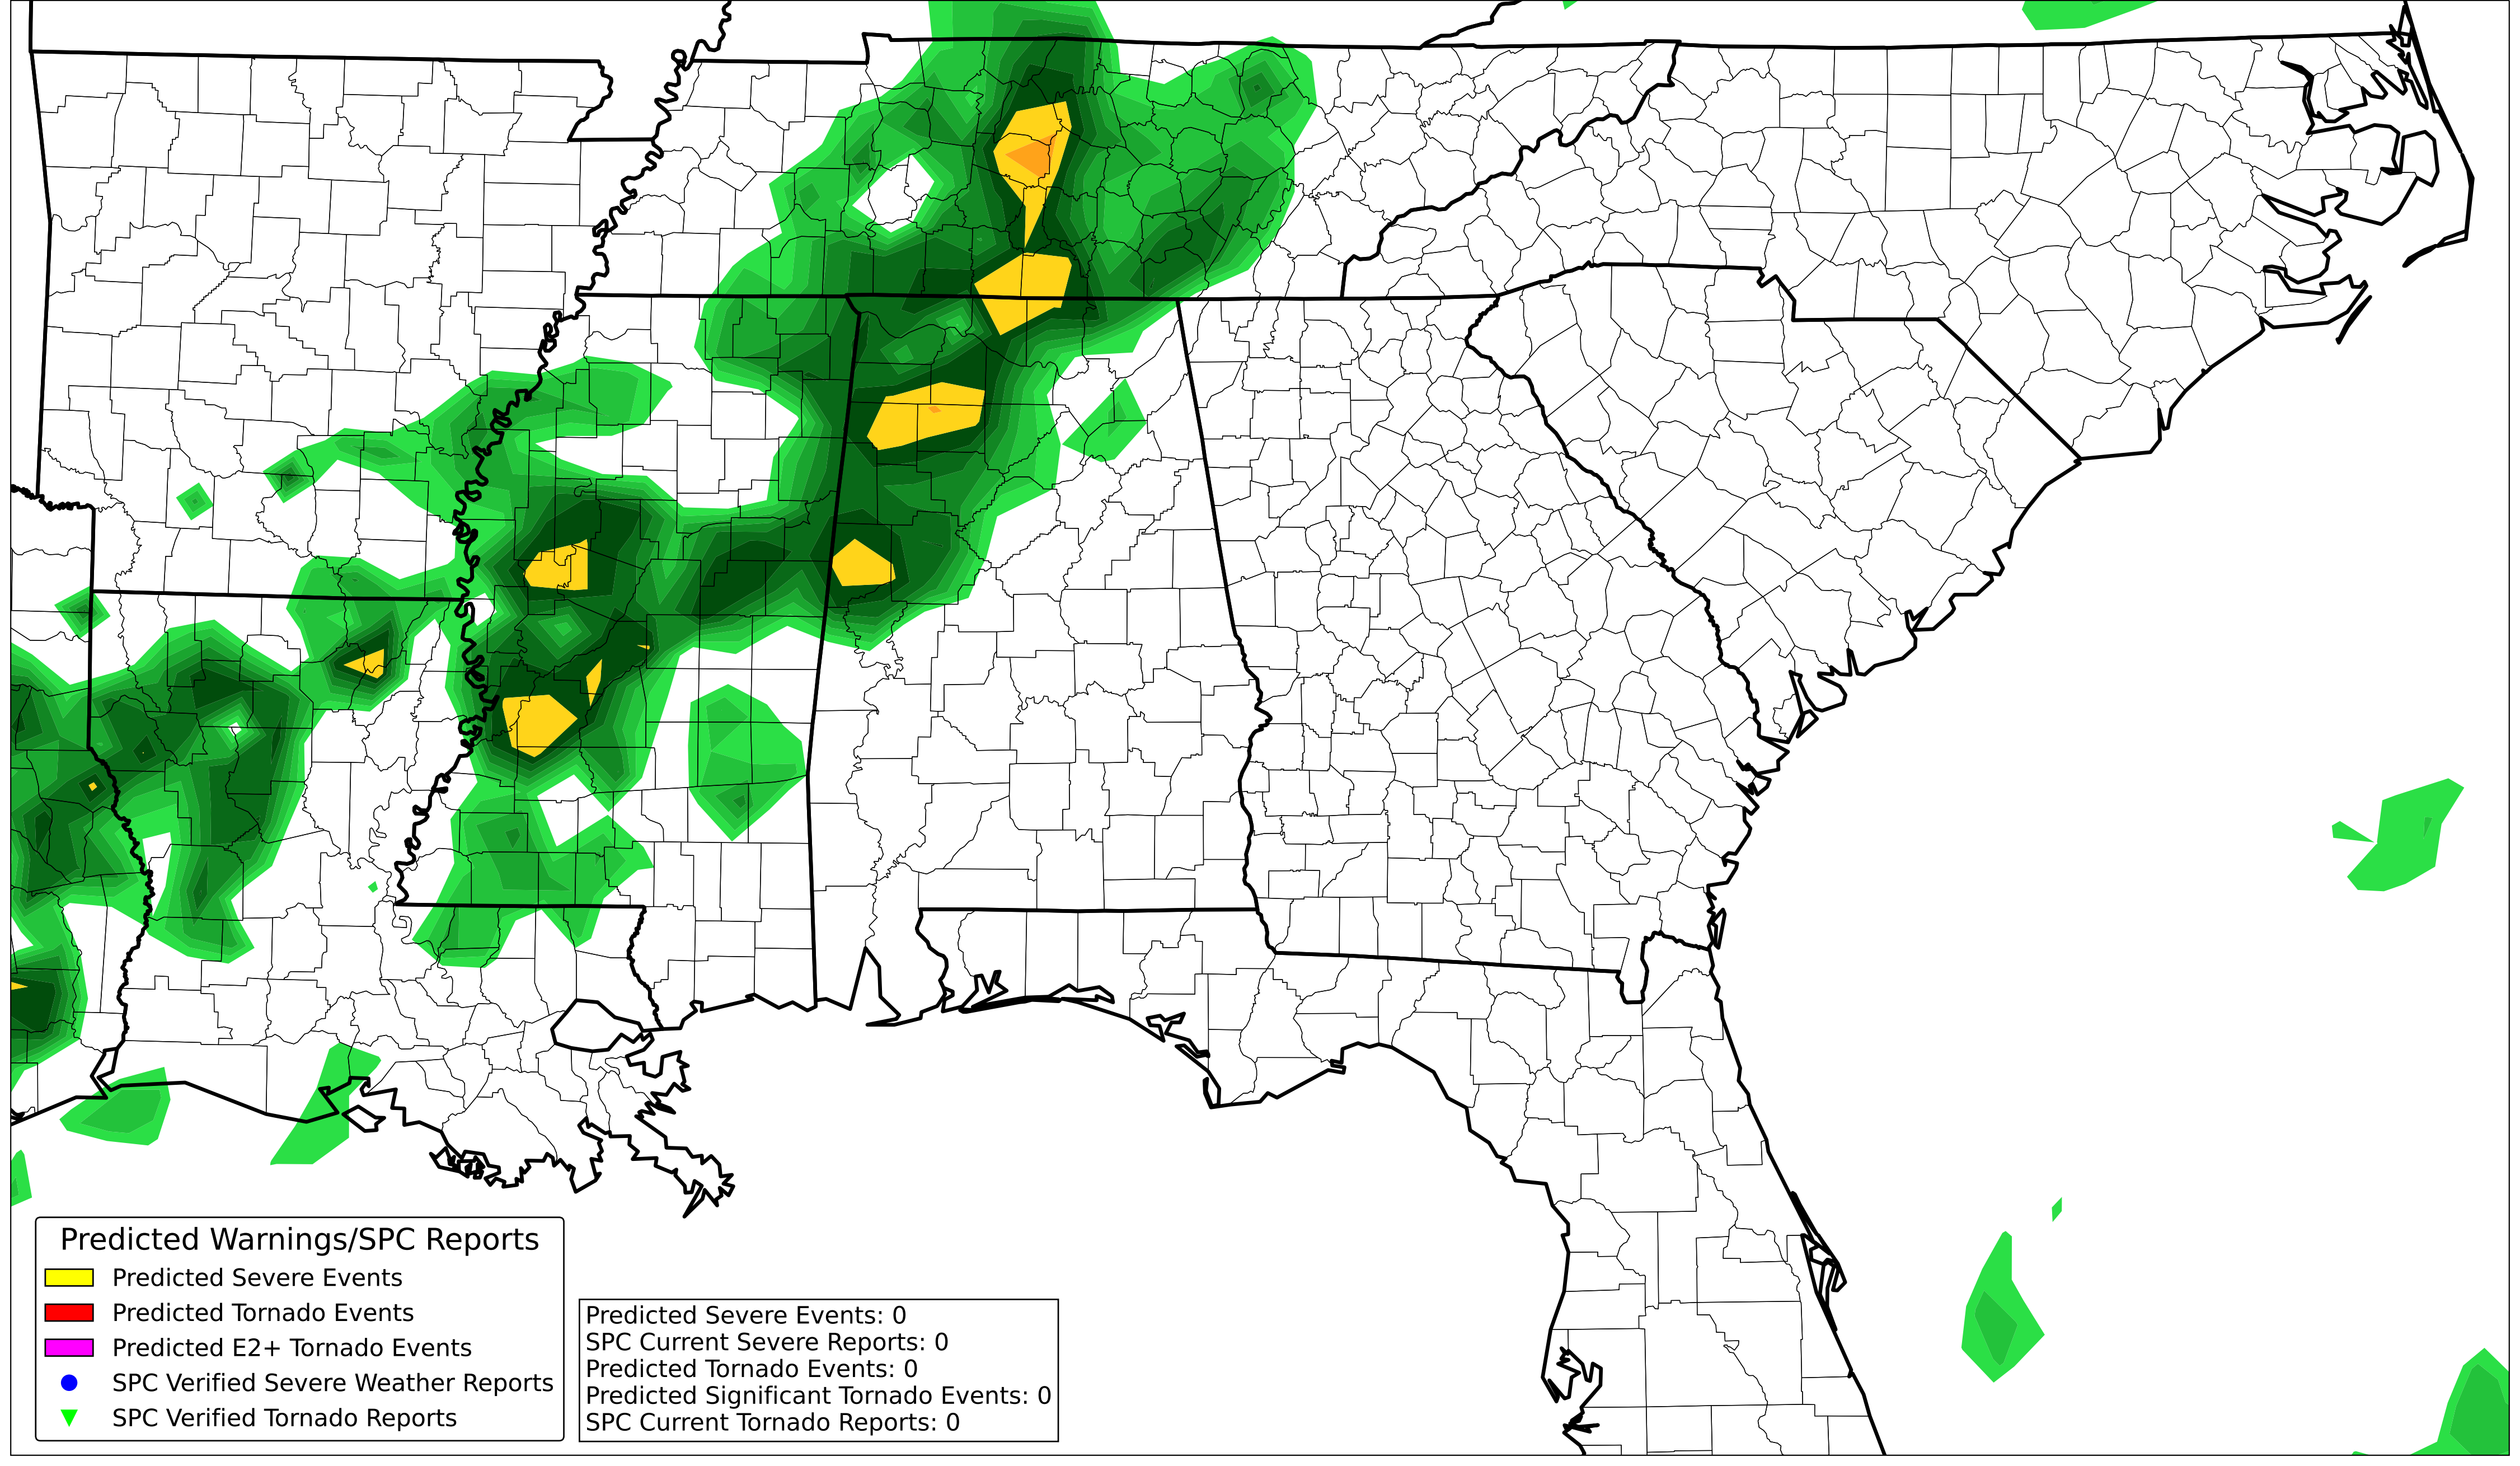 Predicted Warnings/SPC Reports
Predicted Severe Events
Predicted Tornado Events
Predicted E2+ Tornado Events
SPC Verified Severe Weather Reports
SPC Verified Tornado Reports
Predicted Severe Events: 0
SPC Current Severe Reports: 0
Predicted Tornado Events: 0
Predicted Significant Tornado Events: 0
SPC Current Tornado Reports: 0